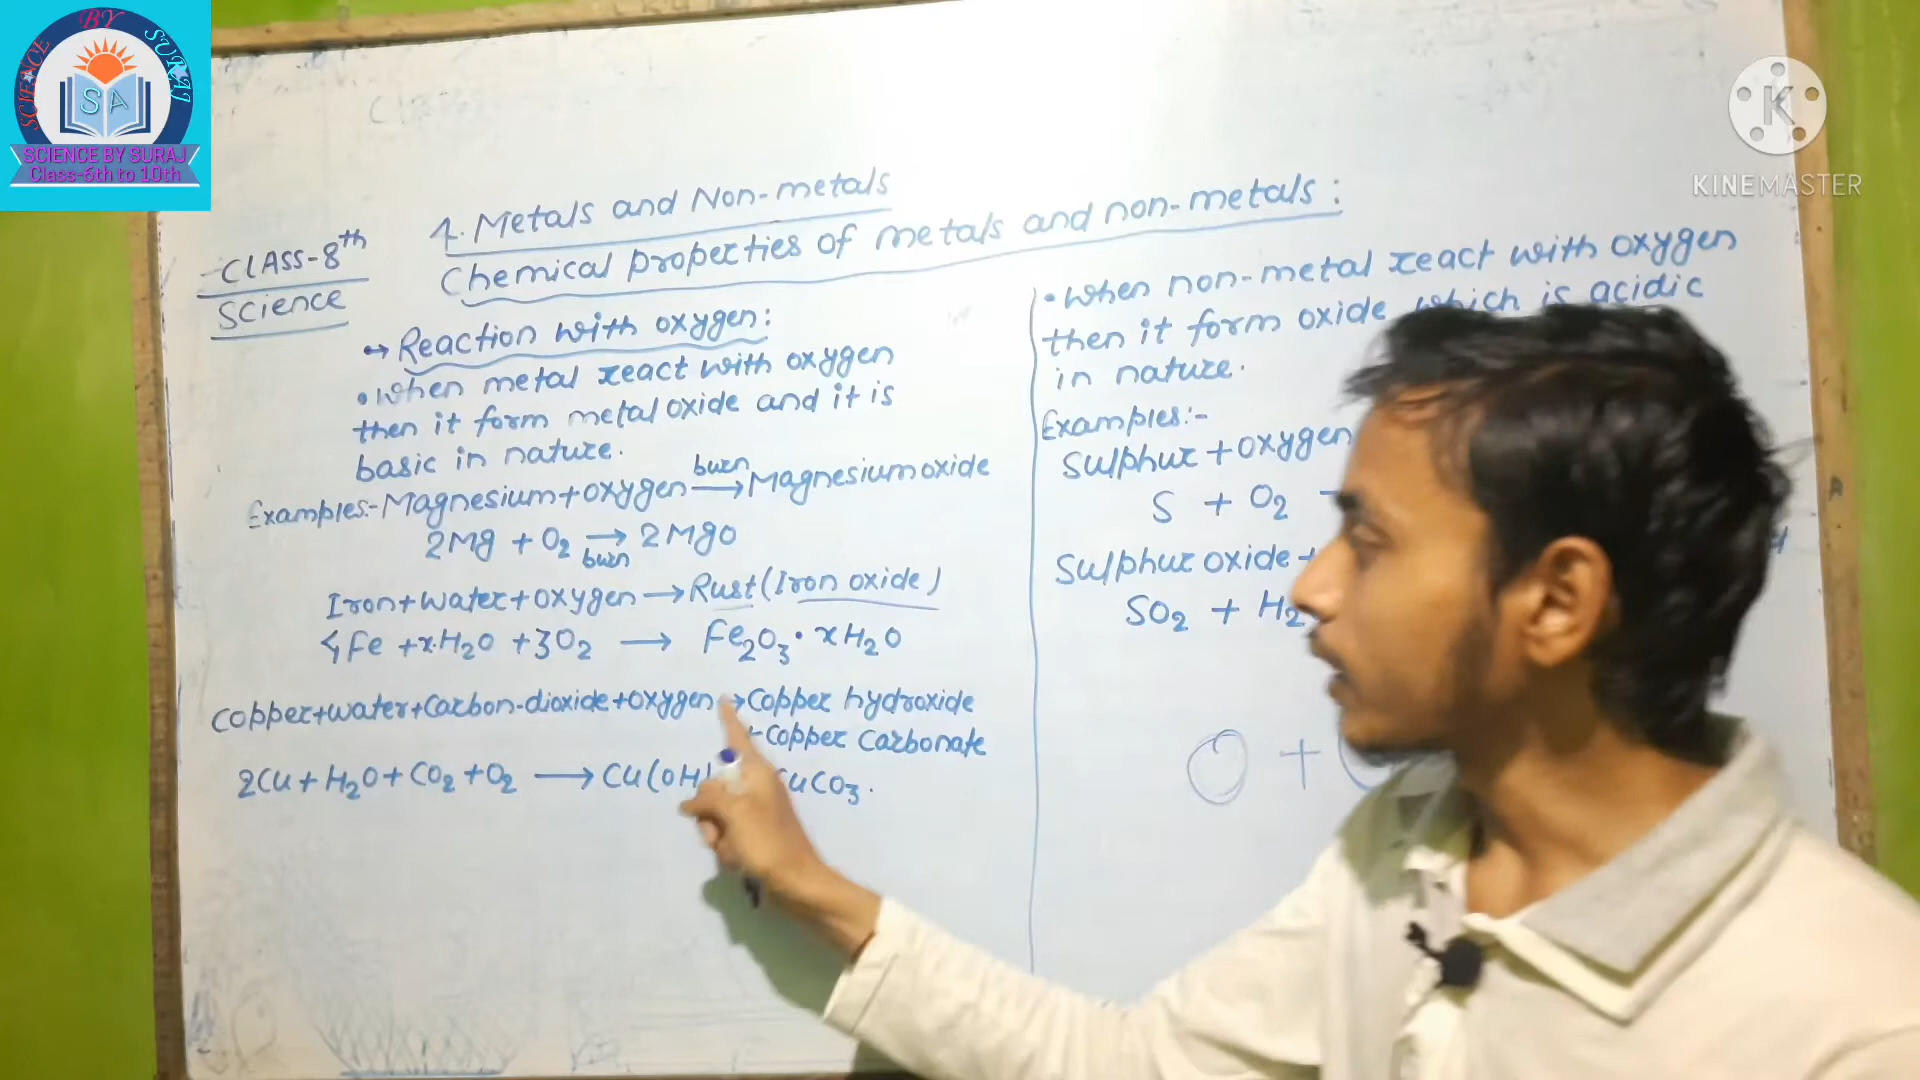 SCIENCE BY SURAJ
SA
SCIENCE BY SURAJ
Class-6th to 10th
KINEMASTER
CLASS-8th
Science
4. Metals and Non-metals
Chemical properties of metals and non-metals:
→ Reaction with oxygen:
• When metal react with oxygen
then it form metal oxide and it is
basic in nature.
Examples:- Magnesium + oxygen burn→ Magnesium oxide
2Mg + O2 →burn 2MgO
Iron + water + oxygen → Rust (Iron oxide)
4Fe + x.H2O + 3O2 → Fe2O3 • xH2O
Copper + water + Carbon-dioxide + oxygen → Copper hydroxide
+ Copper Carbonate
2Cu + H2O + CO2 + O2 → Cu(OH) CuCO3.
• When non-metal react with oxygen
then it form oxide which is acidic
in nature.
Examples:-
Sulphur + oxygen
S + O2
Sulphur oxide +
SO2 + H2
O +